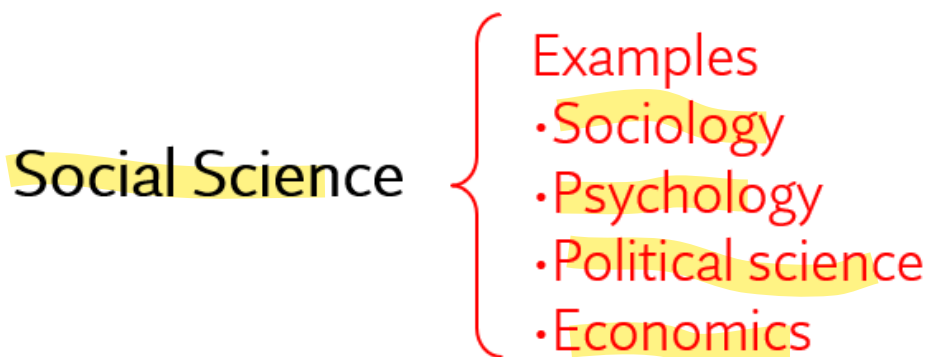 Social Science
Examples
•Sociology
•Psychology
•Political science
•Economics